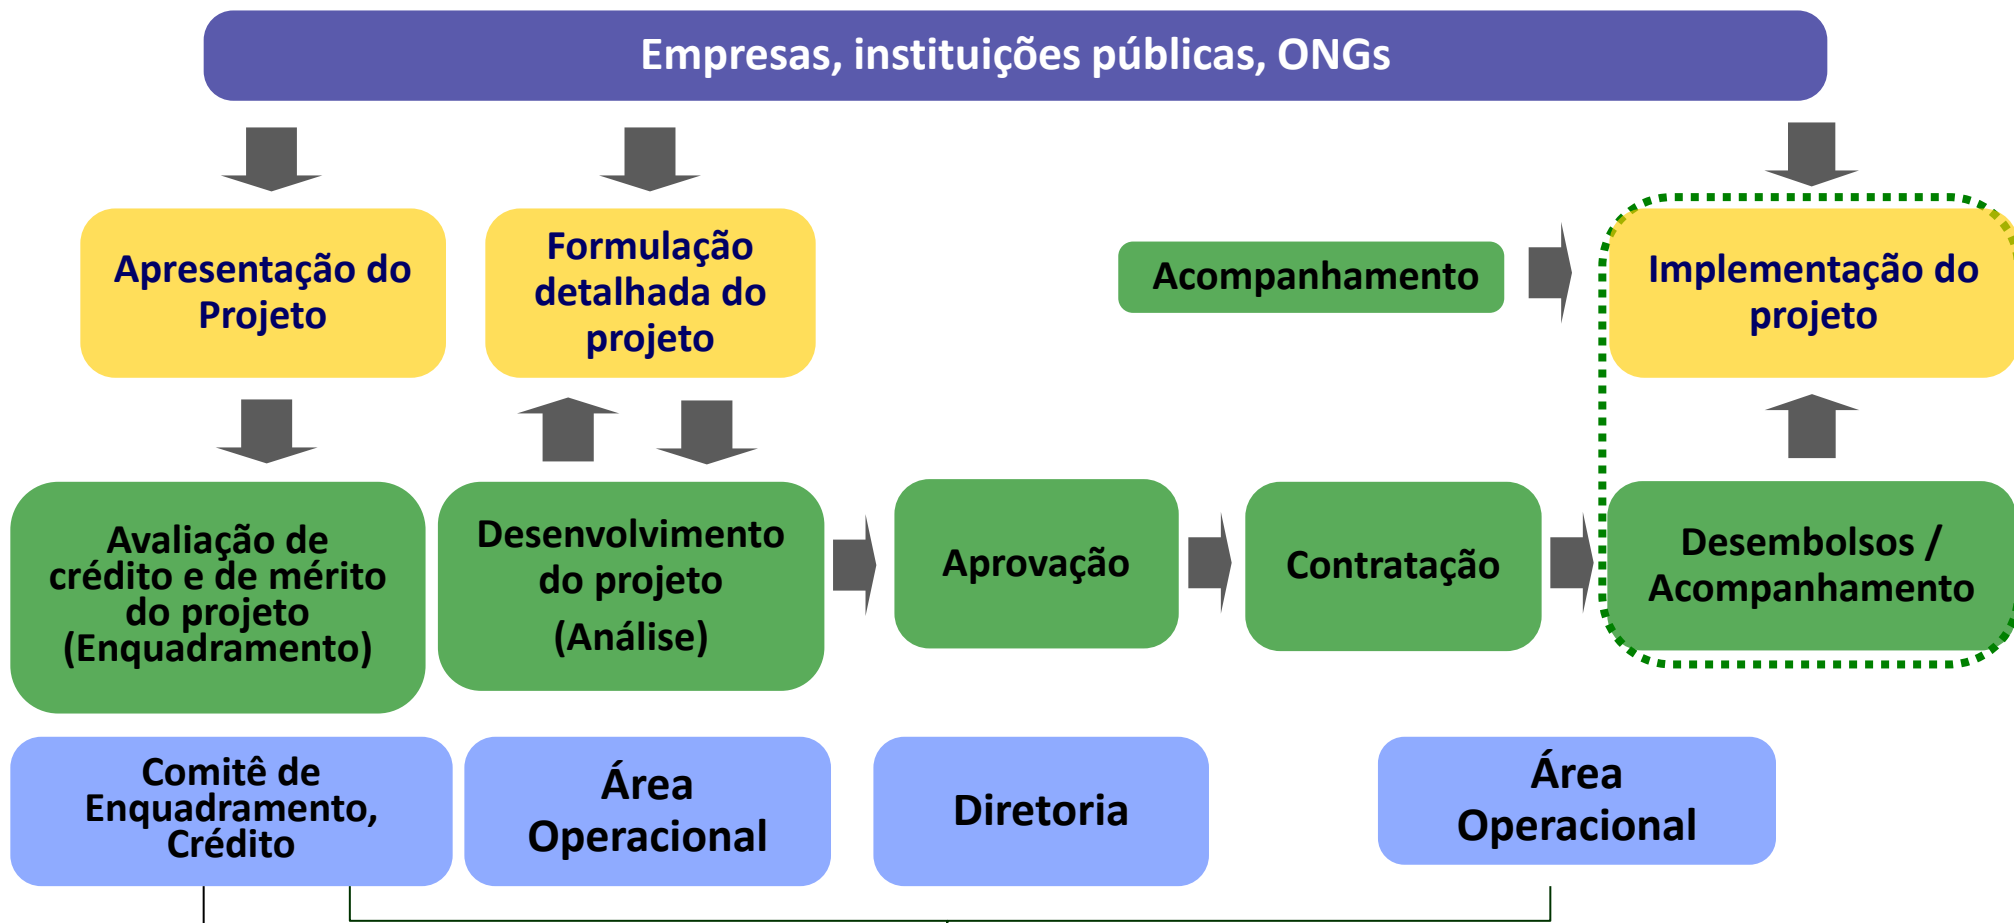 Empresas, instituições públicas, ONGs
Apresentação do
Projeto
Formulação
detalhada do
projeto
Acompanhamento
Implementação do
projeto
Avaliação de
crédito e de mérito
do projeto
(Enquadramento)
Desenvolvimento
do projeto
(Análise)
Aprovação
Contratação
Desembolsos /
Acompanhamento
Comitê de
Enquadramento,
Crédito
Área
Operacional
Diretoria
Área
Operacional